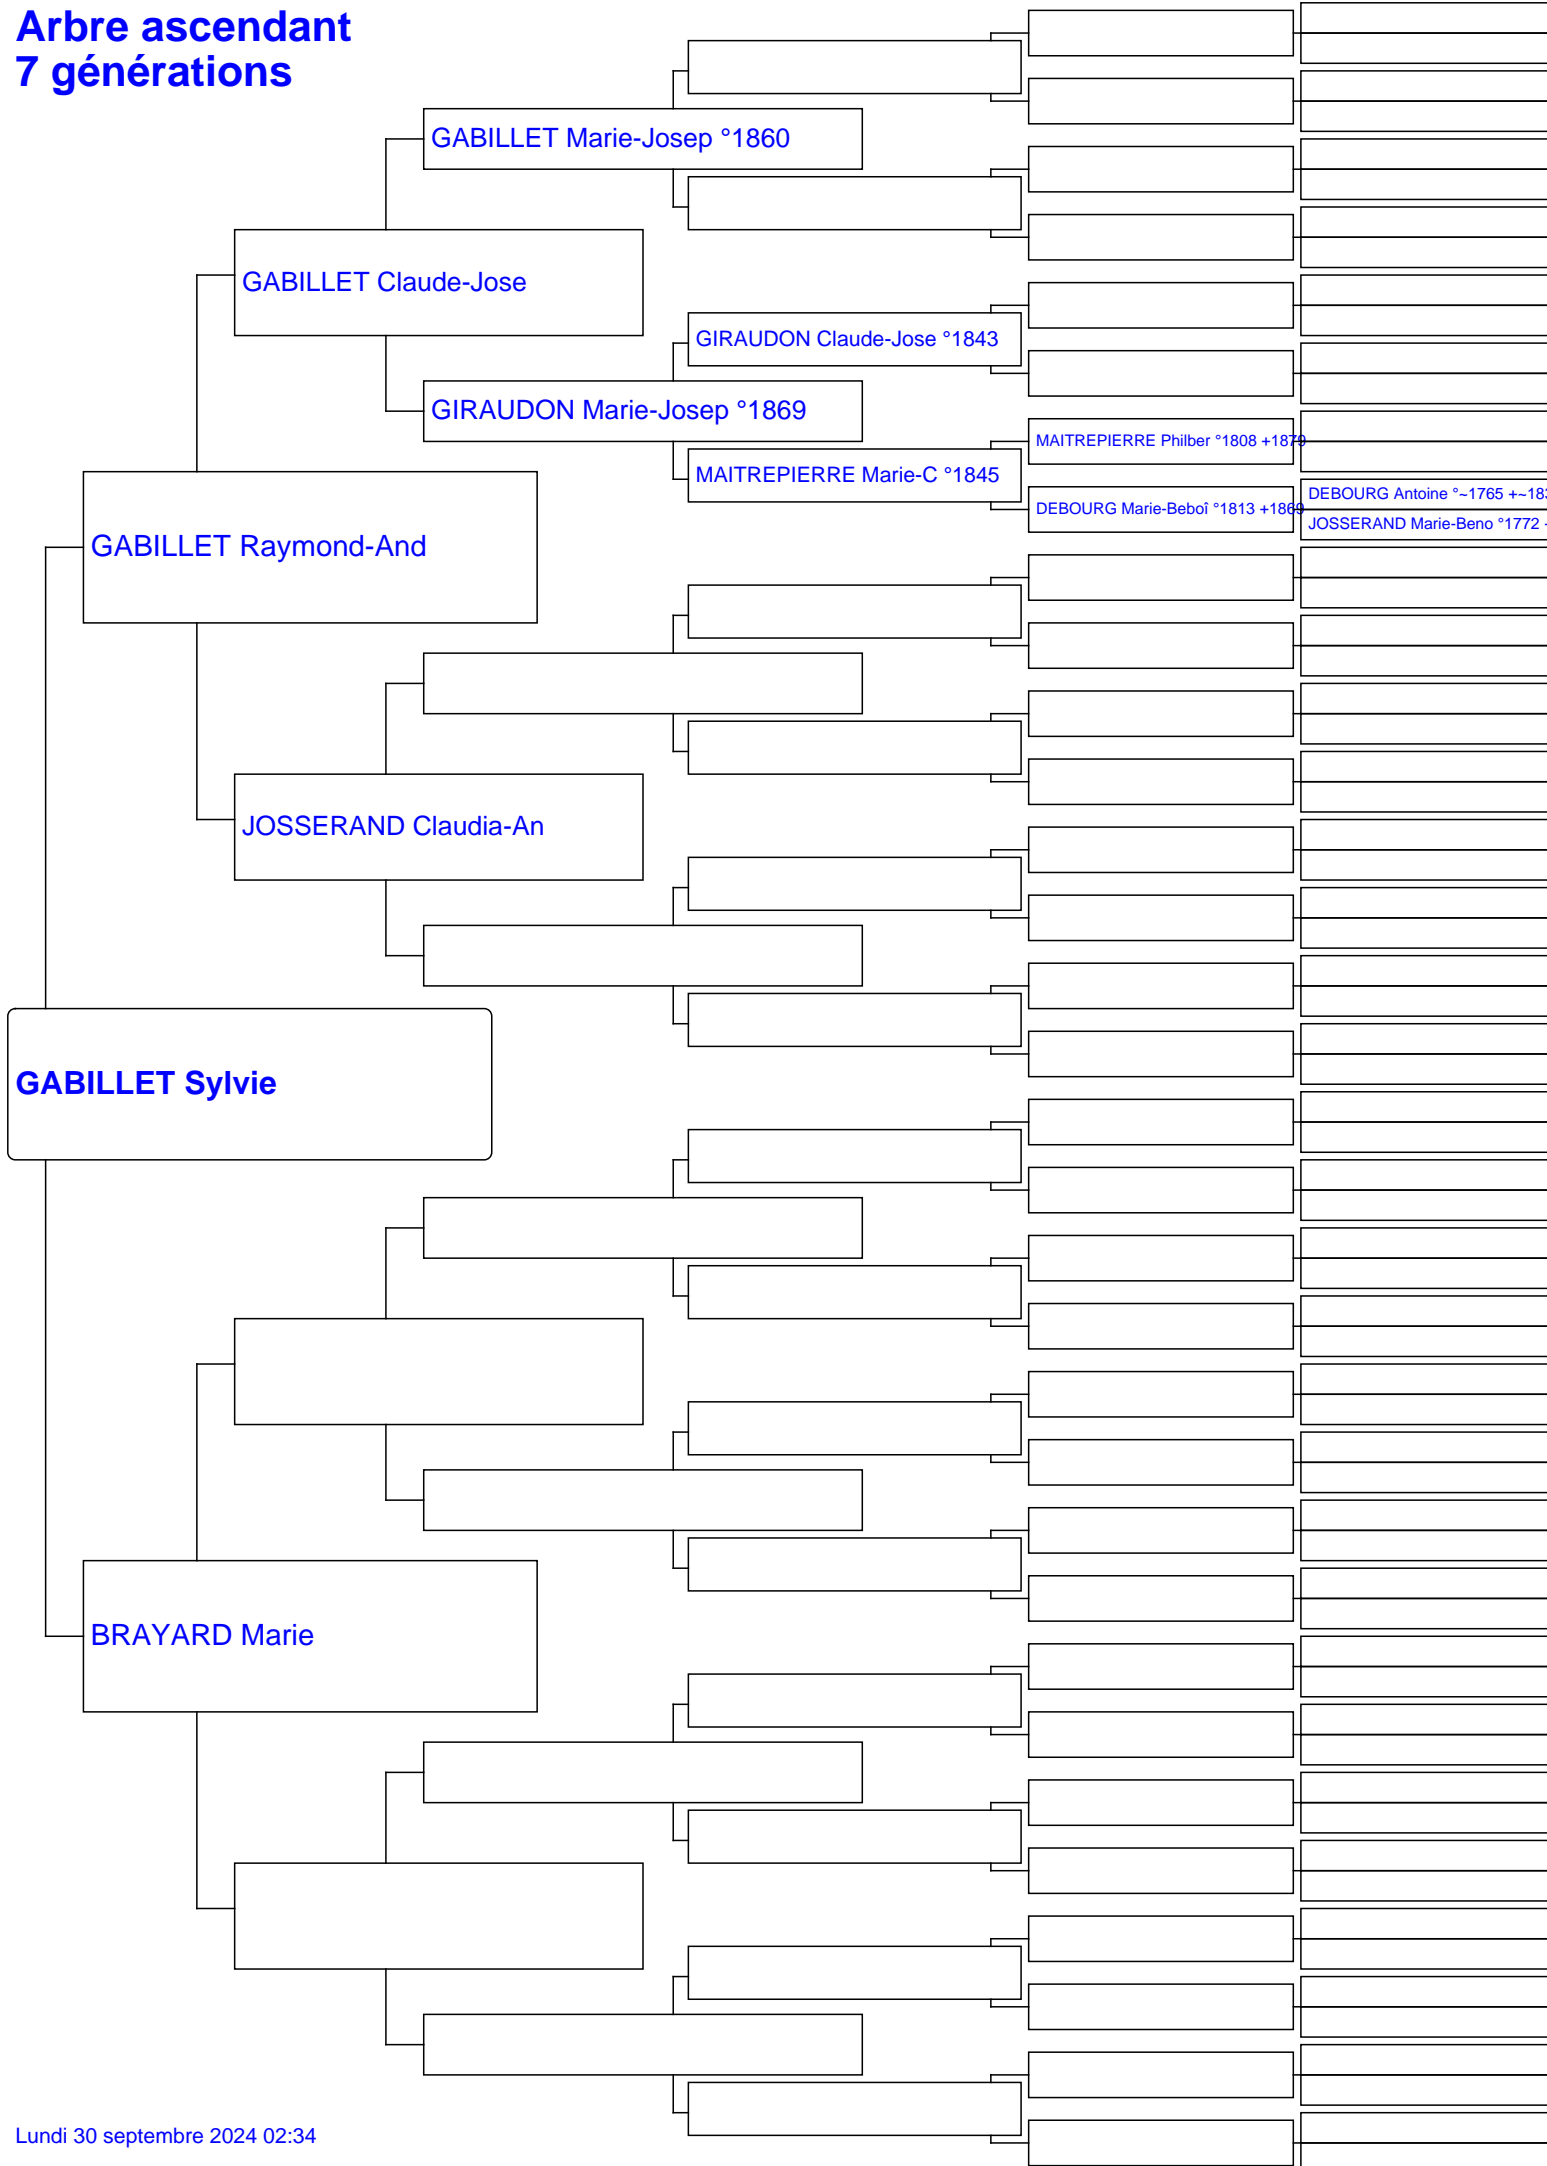 Arbre ascendant
7 générations
GABILLET Marie-Josep °1860
GABILLET Claude-Jose
GIRAUDON Claude-Jose °1843
GIRAUDON Marie-Josep °1869
MAITREPIERRE Philber °1808 +1879
MAITREPIERRE Marie-C °1845
DEBOURG Antoine °~1765 +~183
DEBOURG Marie-Beboî °1813 +1869
JOSSERAND Marie-Beno °1772 -
GABILLET Raymond-And
JOSSERAND Claudia-An
GABILLET Sylvie
BRAYARD Marie
Lundi 30 septembre 2024 02:34